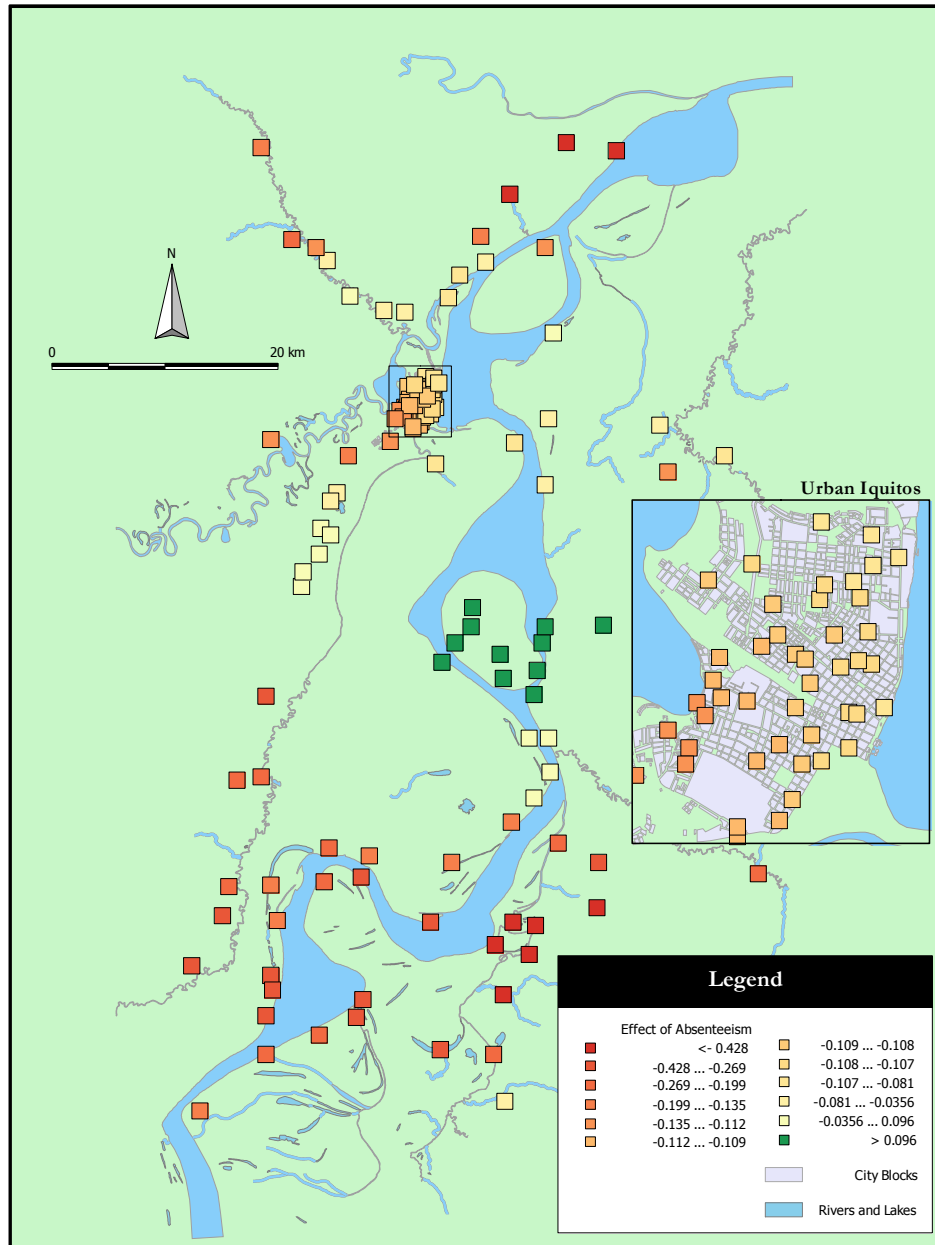 N
0 20 km
Urban Iquitos
Legend
Effect of Absenteeism
<- 0.428
-0.428 ... -0.269
-0.269 ... -0.199
-0.199 ... -0.135
-0.135 ... -0.112
-0.112 ... -0.109
-0.109 ... -0.108
-0.108 ... -0.107
-0.107 ... -0.081
-0.081 ... -0.0356
-0.0356 ... 0.096
> 0.096
City Blocks
Rivers and Lakes